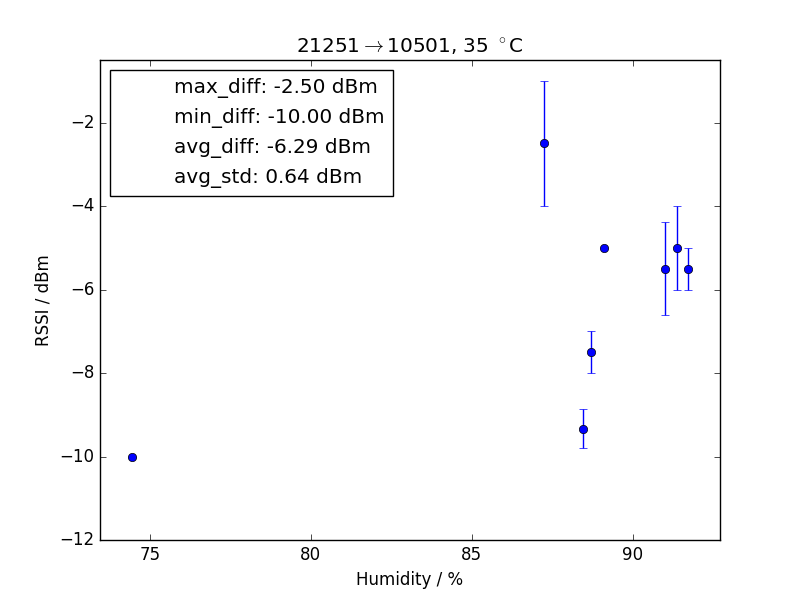 21251→10501, 35 °C
max_diff: -2.50 dBm
min_diff: -10.00 dBm
avg_diff: -6.29 dBm
avg_std: 0.64 dBm
RSSI / dBm
−2
−4
−6
−8
−10
−12
75 80 85 90
Humidity / %